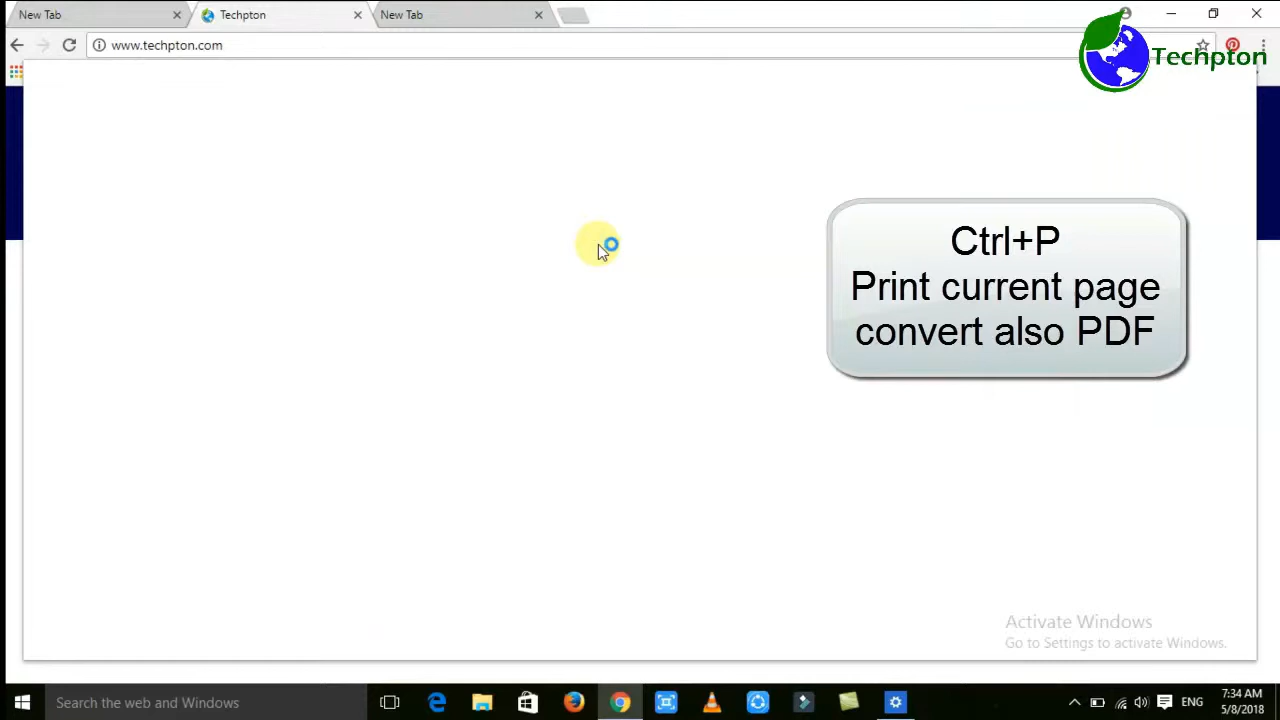 New Tab
Techpton
New Tab
www.techpton.com
Techpton
Ctrl+P
Print current page
convert also PDF
Activate Windows
Go to Settings to activate Windows.
Search the web and Windows
ENG
7:34 AM
5/8/2018